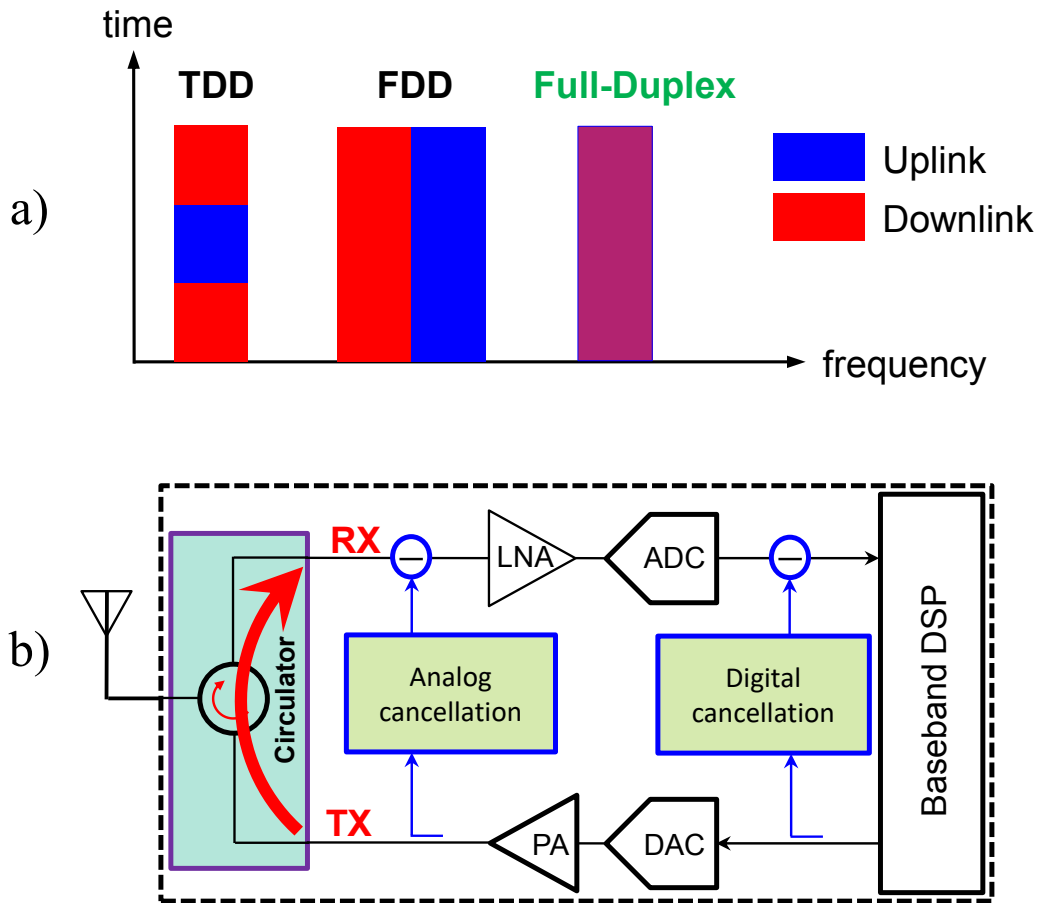 time
TDD
FDD
Full-Duplex
Uplink
Downlink
a)
frequency
RX
−
LNA
ADC
−
Baseband DSP
b)
Circulator
Analog
cancellation
Digital
cancellation
TX
PA
DAC